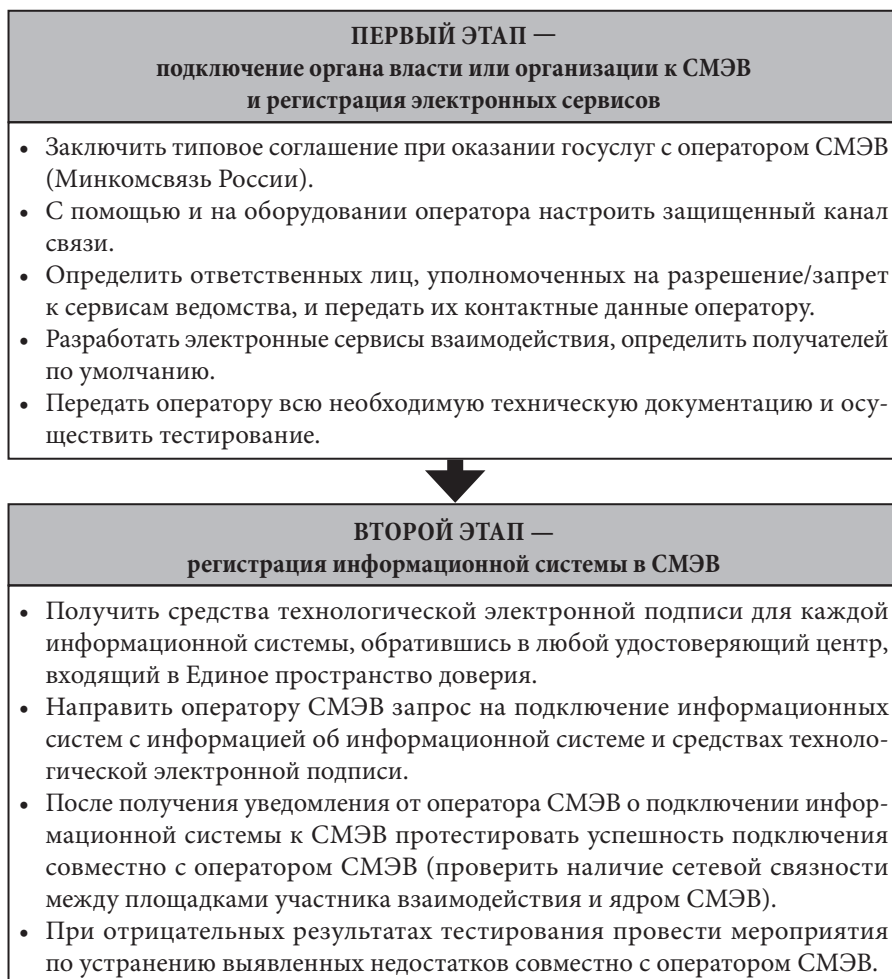 ПЕРВЫЙ ЭТАП —
подключение органа власти или организации к СМЭВ
и регистрация электронных сервисов
• Заключить типовое соглашение при оказании госуслуг с оператором СМЭВ
(Минкомсвязь России).
• С помощью и на оборудовании оператора настроить защищенный канал
связи.
• Определить ответственных лиц, уполномоченных на разрешение/запрет
к сервисам ведомства, и передать их контактные данные оператору.
• Разработать электронные сервисы взаимодействия, определить получателей
по умолчанию.
• Передать оператору всю необходимую техническую документацию и осу-
ществить тестирование.
ВТОРОЙ ЭТАП —
регистрация информационной системы в СМЭВ
• Получить средства технологической электронной подписи для каждой
информационной системы, обратившись в любой удостоверяющий центр,
входящий в Единое пространство доверия.
• Направить оператору СМЭВ запрос на подключение информационных
систем с информацией об информационной системе и средствах техноло-
гической электронной подписи.
• После получения уведомления от оператора СМЭВ о подключении инфор-
мационной системы к СМЭВ протестировать успешность подключения
совместно с оператором СМЭВ (проверить наличие сетевой связности
между площадками участника взаимодействия и ядром СМЭВ).
• При отрицательных результатах тестирования провести мероприятия
по устранению выявленных недостатков совместно с оператором СМЭВ.